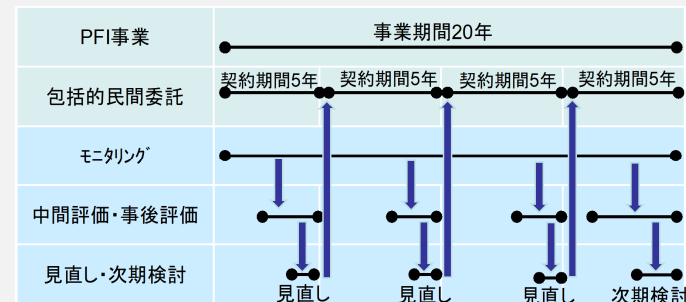 PFI事業
事業期間20年
包括的民間委託
契約期間5年 契約期間5年 契約期間5年 契約期間5年
ﾓﾆﾀﾘﾝｸﾞ
中間評価・事後評価
見直し・次期検討
見直し 見直し 見直し 次期検討